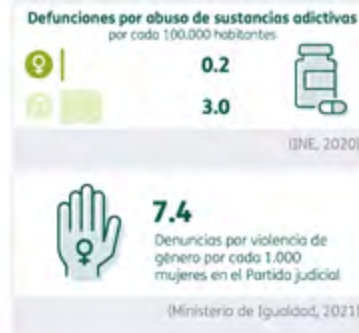 Defunciones por abuso de sustancias adictivas
por cada 100.000 habitantes
0.2
3.0
(INE, 2020)
7.4
Denuncias por violencia de
género por cada 1.000
mujeres en el Partido judicial
(Ministerio de Igualdad, 2021)